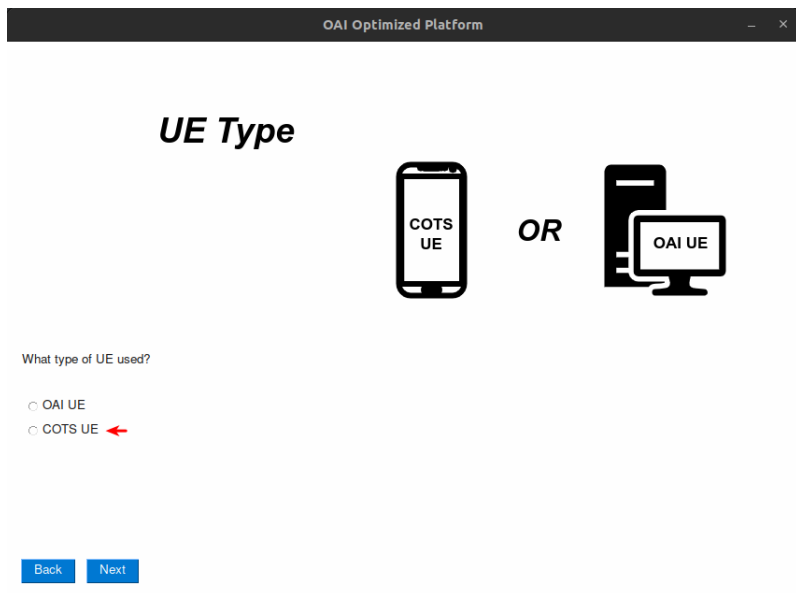 OAI Optimized Platform
UE Type
COTS
UE
OR
OAI UE
What type of UE used?
OAI UE
COTS UE
Back
Next